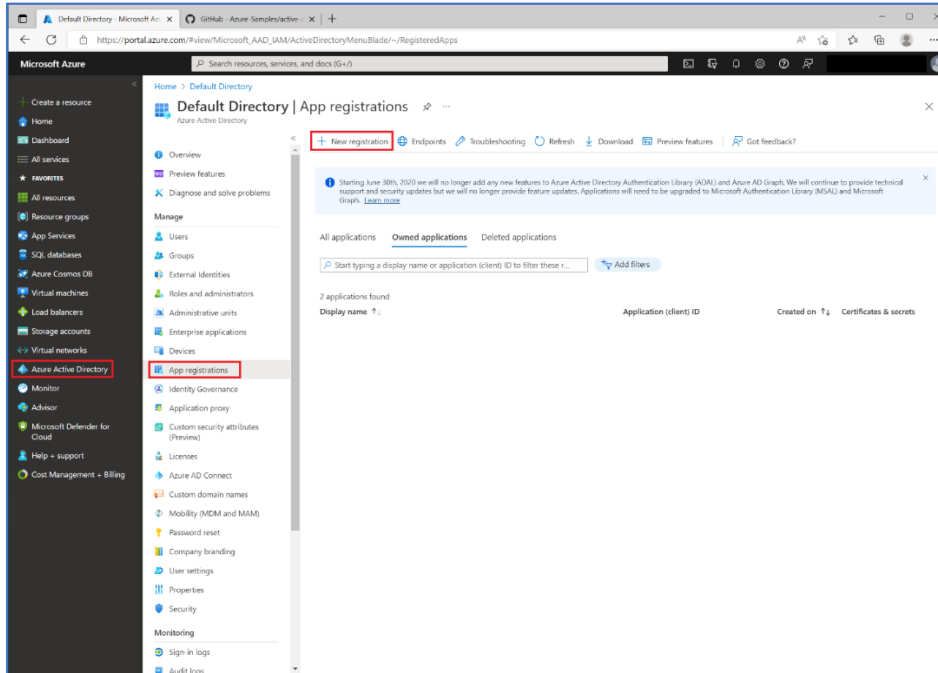 Default Directory - Microsoft Az
GitHub - Azure-Samples/active-c
https://portal.azure.com/#view/Microsoft_AAD_IAM/ActiveDirectoryMenuBlade/~/RegisteredApps
Microsoft Azure
Search resources, services, and docs (G+/)
Create a resource
Home
Dashboard
All services
FAVORITES
All resources
Resource groups
App Services
SQL databases
Azure Cosmos DB
Virtual machines
Load balancers
Storage accounts
Virtual networks
Azure Active Directory
Monitor
Advisor
Microsoft Defender for
Cloud
Help + support
Cost Management + Billing
Home > Default Directory
Default Directory | App registrations
Azure Active Directory
Overview
Preview features
Diagnose and solve problems
Manage
Users
Groups
External Identities
Roles and administrators
Administrative units
Enterprise applications
Devices
App registrations
Identity Governance
Application proxy
Custom security attributes
(Preview)
Licenses
Azure AD Connect
Custom domain names
Mobility (MDM and MAM)
Password reset
Company branding
User settings
Properties
Security
Monitoring
Sign-in logs
Audit logs
New registration Endpoints Troubleshooting Refresh Download Preview features Got feedback?
Starting June 30th, 2020 we will no longer add any new features to Azure Active Directory Authentication Library (ADAL) and Azure AD Graph. We will continue to provide technical
support and security updates but we will no longer provide feature updates. Applications will need to be upgraded to Microsoft Authentication Library (MSAL) and Microsoft
Graph. Learn more
All applications Owned applications Deleted applications
Start typing a display name or application (client) ID to filter these r...
Add filters
2 applications found
Display name Application (client) ID Created on Certificates & secrets